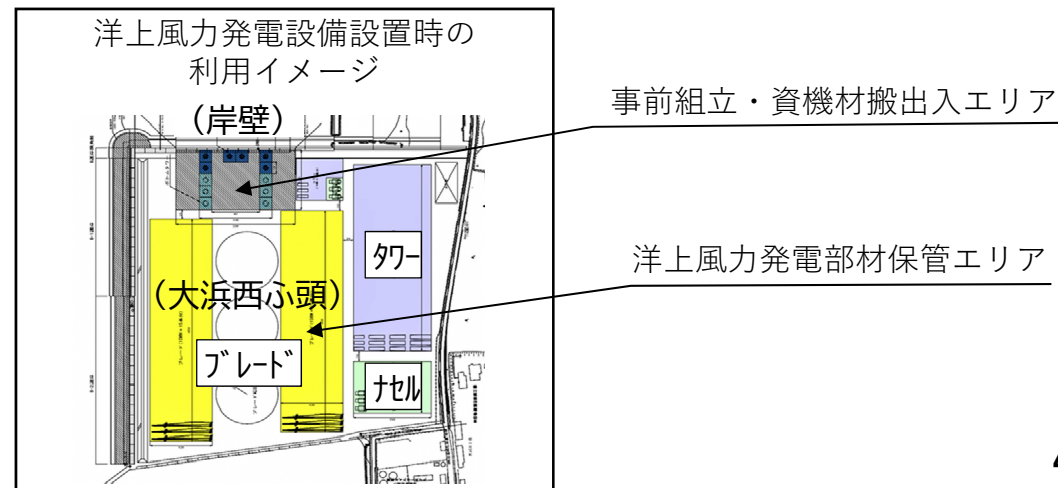 洋上風力発電設備設置時の
利用イメージ
(岸壁)
事前組立・資機材搬出入エリア
タワー
洋上風力発電部材保管エリア
(大浜西ふ頭)
ブレード
ナセル